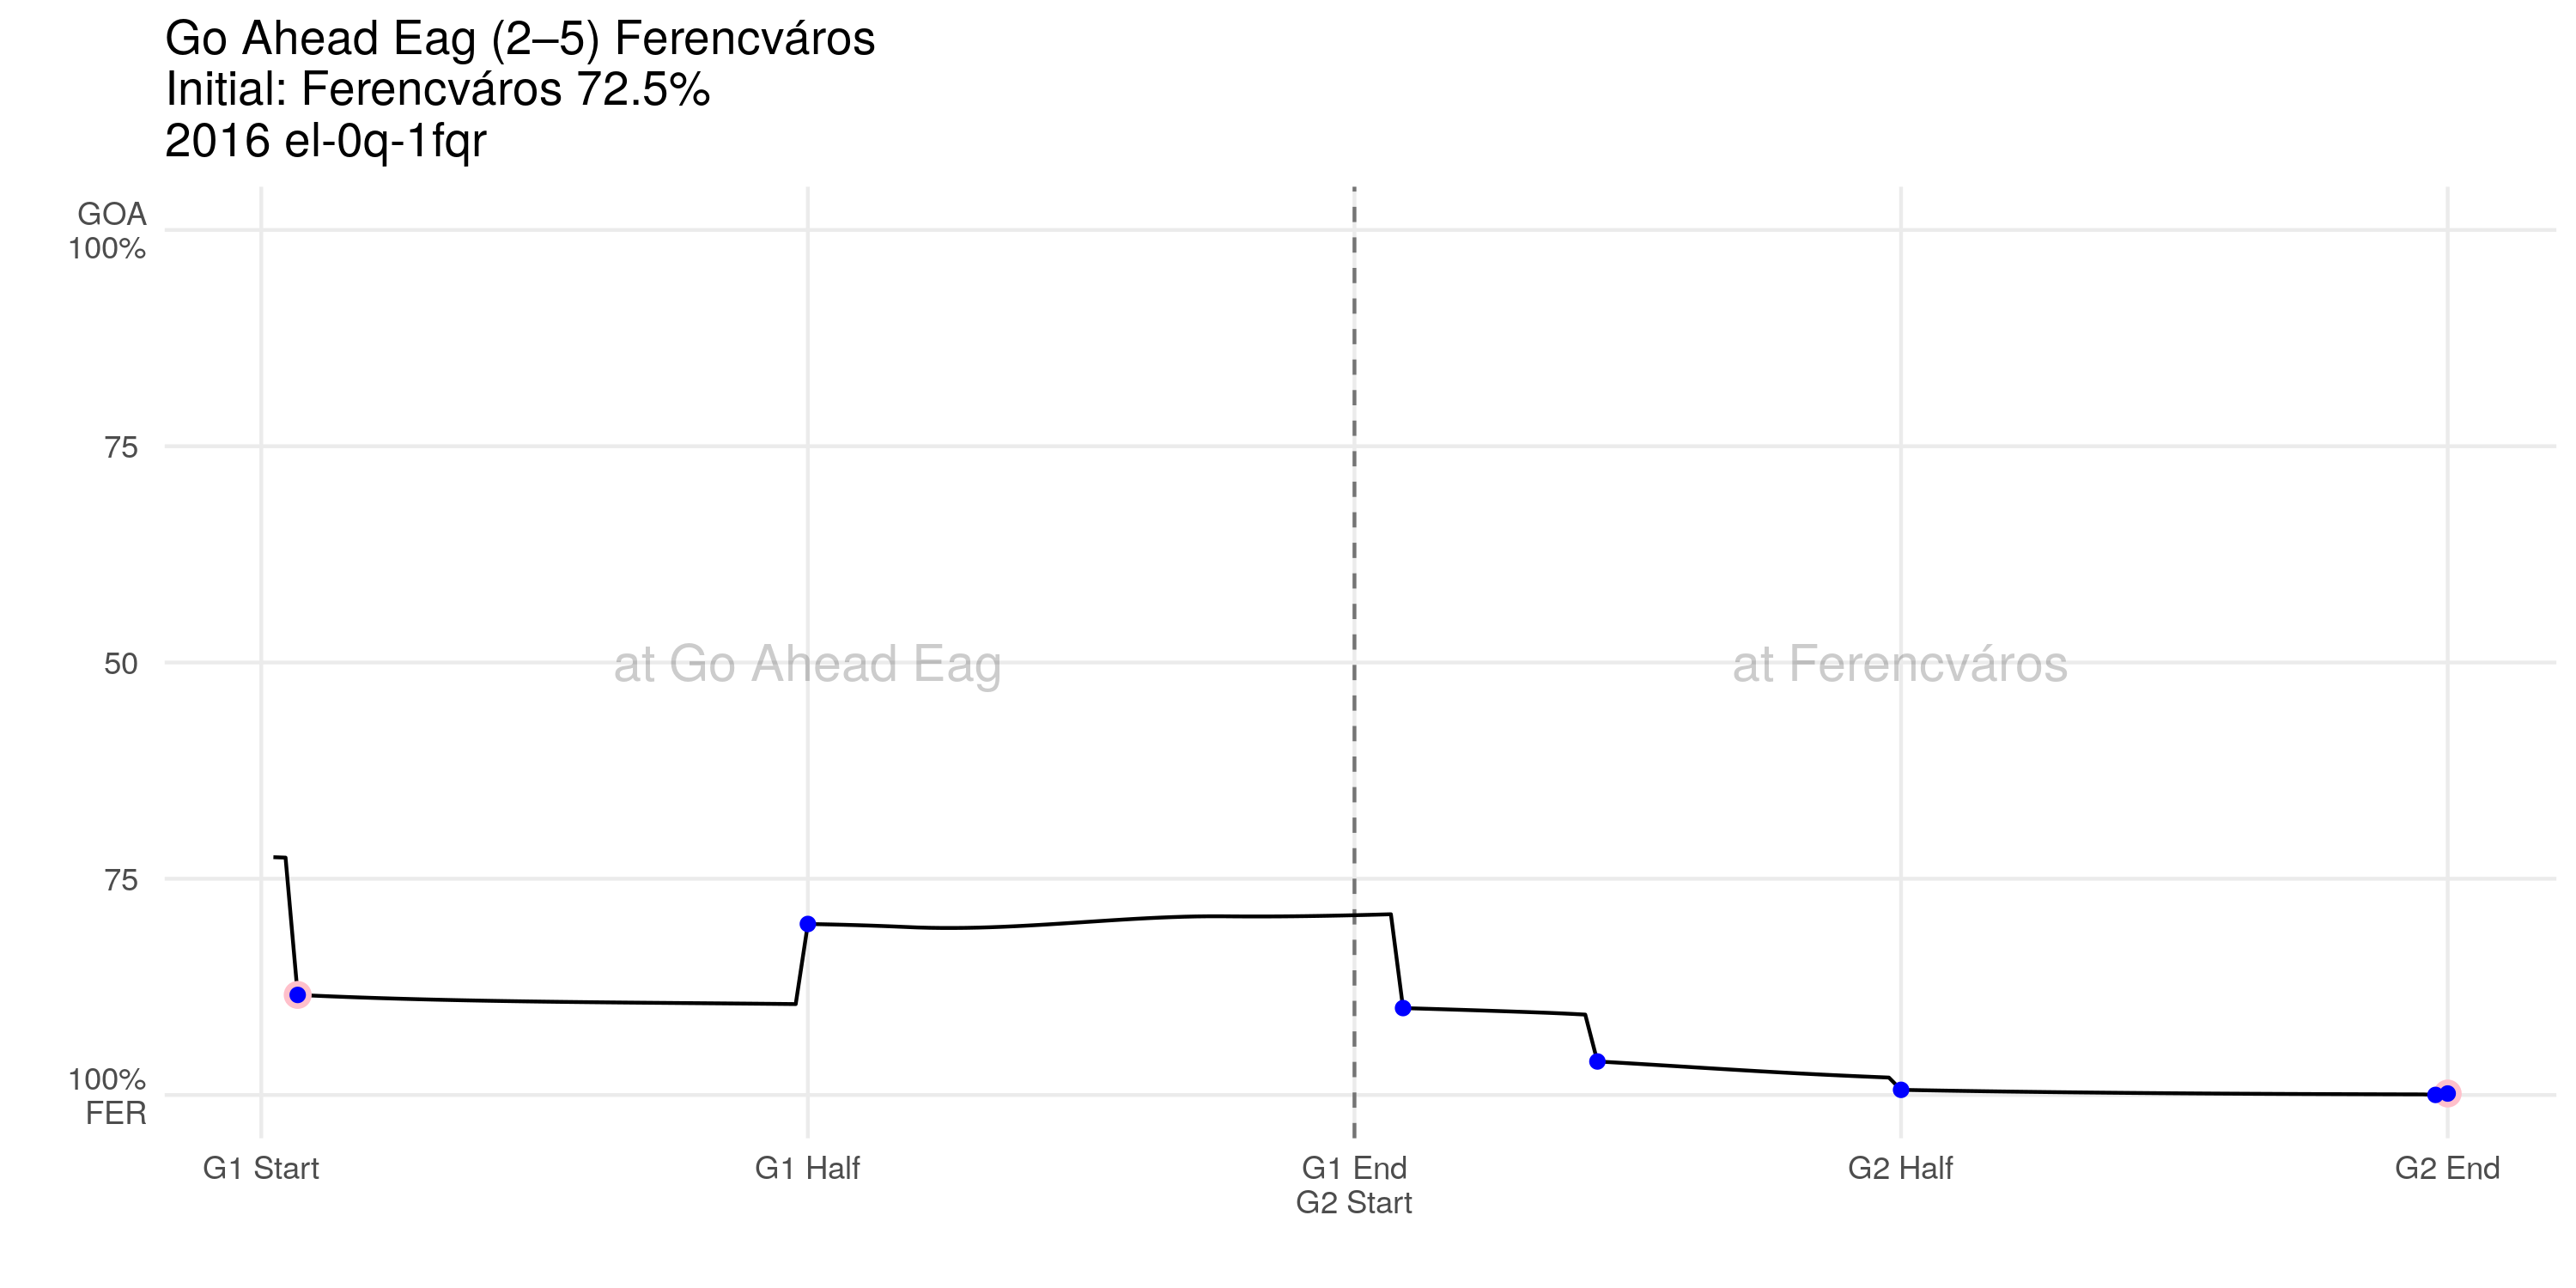 Go Ahead Eag (2–5) Ferencváros
Initial: Ferencváros 72.5%
2016 el-0q-1fqr
GOA
100%
75
50
75
100%
FER
at Go Ahead Eag
at Ferencváros
G1 Start
G1 Half
G1 End
G2 Start
G2 Half
G2 End